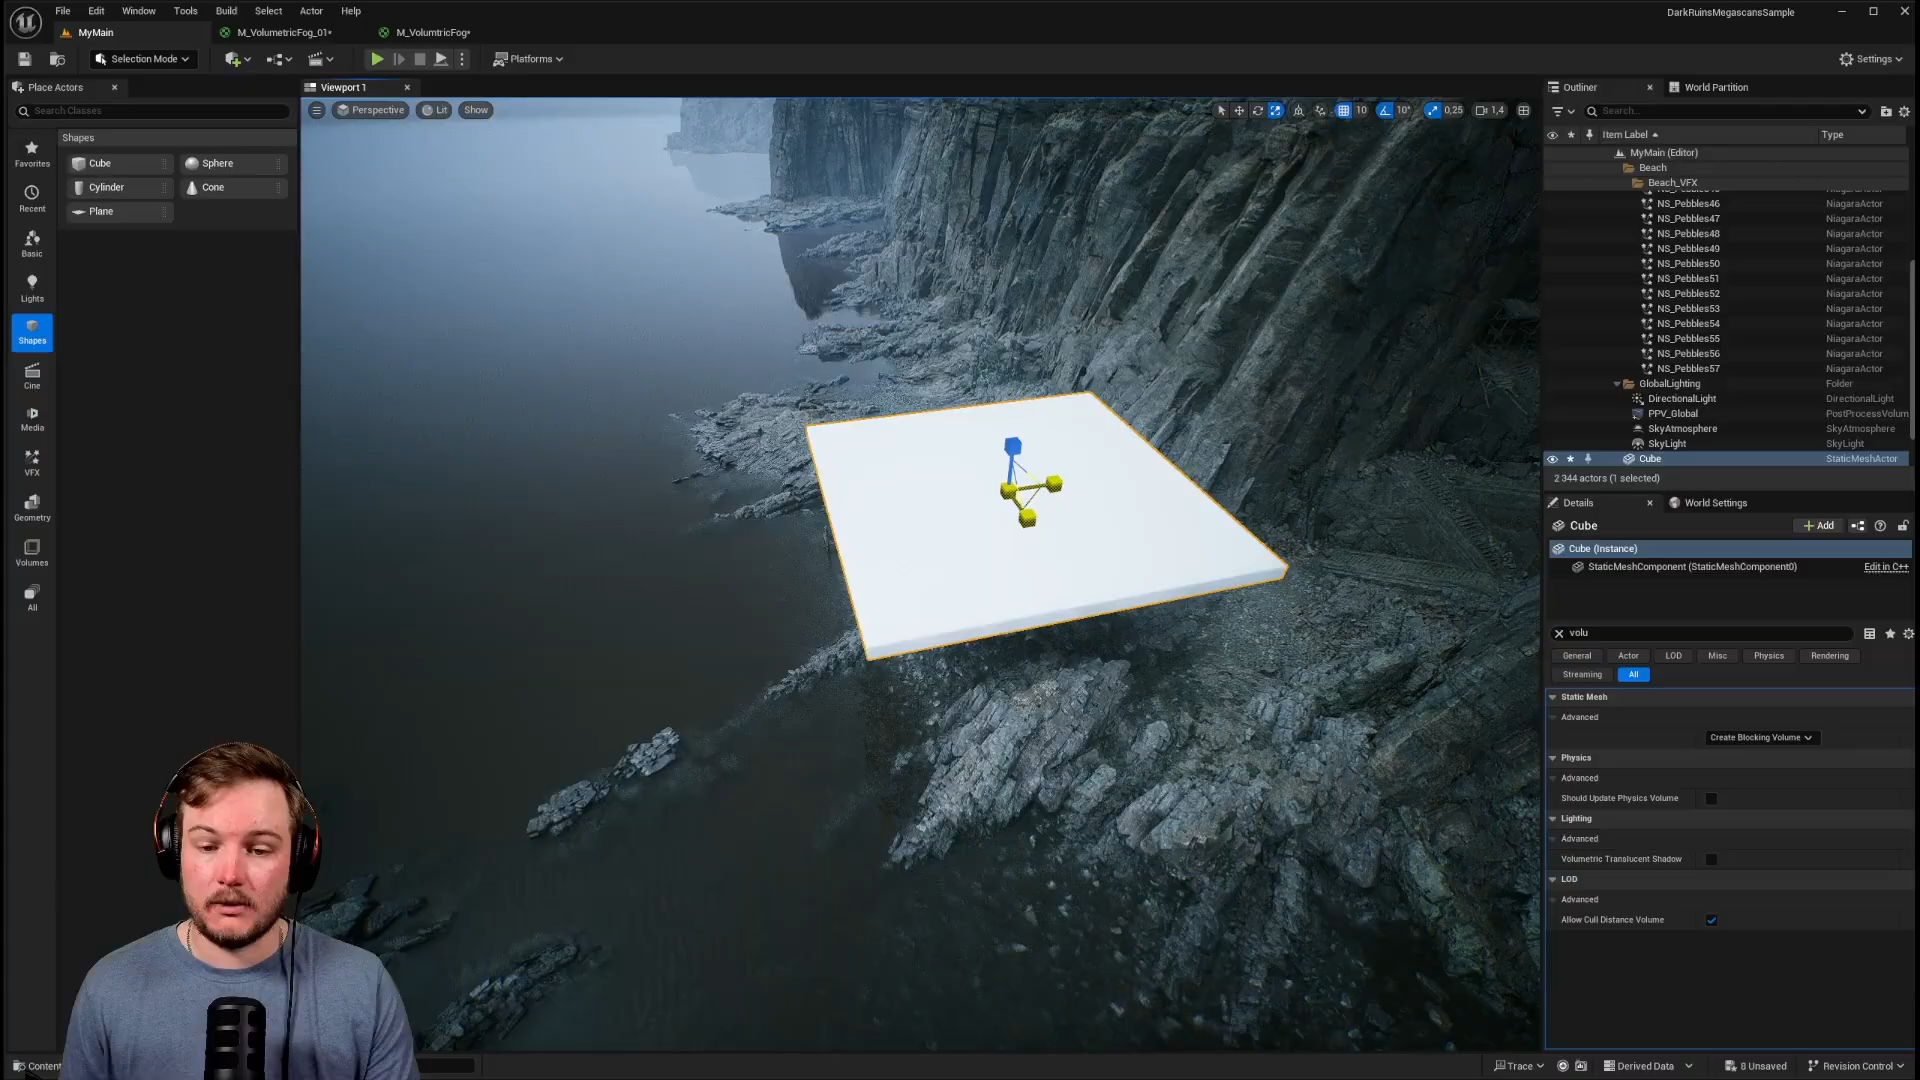 File Edit Window Tools Build Select Actor Help
DarkRuinsMegascansSample
MyMain
M_VolumetricFog_01*
M_VolumtricFog*
Selection Mode
Platforms
Settings
Place Actors
Viewport 1
Outliner
World Partition
Search Classes
Perspective Lit Show
10 10° 0,25 1,4
Search...
Favorites
Recent
Basic
Lights
Shapes
Cine
Media
VFX
Geometry
Volumes
All
Shapes
Cube Sphere
Cylinder Cone
Plane
Item Label Type
MyMain (Editor)
Beach
Beach_VFX
NS_Pebbles46 NiagaraActor
NS_Pebbles47 NiagaraActor
NS_Pebbles48 NiagaraActor
NS_Pebbles49 NiagaraActor
NS_Pebbles50 NiagaraActor
NS_Pebbles51 NiagaraActor
NS_Pebbles52 NiagaraActor
NS_Pebbles53 NiagaraActor
NS_Pebbles54 NiagaraActor
NS_Pebbles55 NiagaraActor
NS_Pebbles56 NiagaraActor
NS_Pebbles57 NiagaraActor
GlobalLighting Folder
DirectionalLight DirectionalLight
PPV_Global PostProcessVolum
SkyAtmosphere SkyAtmosphere
SkyLight SkyLight
Cube StaticMeshActor
2 344 actors (1 selected)
Details
World Settings
Cube
Add
Cube (Instance)
StaticMeshComponent (StaticMeshComponent0) Edit in C++
volu
General Actor LOD Misc Physics Rendering
Streaming All
Static Mesh
Advanced
Create Blocking Volume
Physics
Advanced
Should Update Physics Volume
Lighting
Advanced
Volumetric Translucent Shadow
LOD
Advanced
Allow Cull Distance Volume
Content
Trace
Derived Data
8 Unsaved
Revision Control